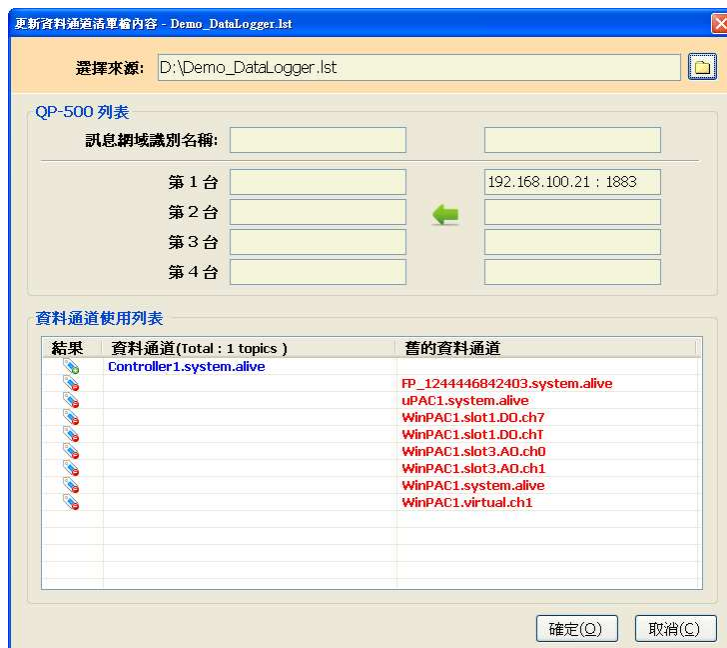 更新資料通道清單檔內容 - Demo_DataLogger.lst
選擇來源: D:\Demo_DataLogger.lst
QP-500 列表
訊息網域識別名稱:
第 1 台 192.168.100.21 : 1883
第 2 台
第 3 台
第 4 台
資料通道使用列表
結果 資料通道(Total : 1 topics ) 舊的資料通道
Controller1.system.alive
FP_1244446842403.system.alive
uPAC1.system.alive
WinPAC1.slot1.DO.ch7
WinPAC1.slot1.DO.chT
WinPAC1.slot3.AO.ch0
WinPAC1.slot3.AO.ch1
WinPAC1.system.alive
WinPAC1.virtual.ch1
確定(O) 取消(C)